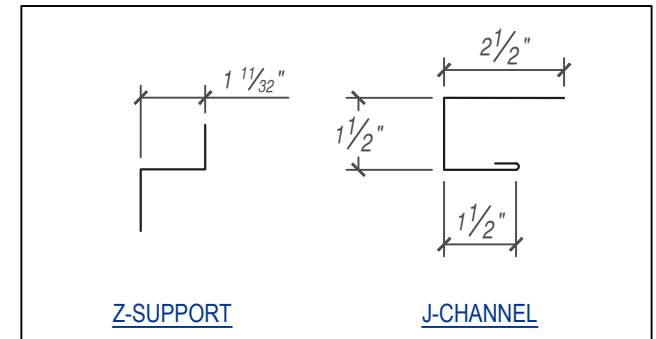 1 11/32"
2 1/2"
1 1/2"
1 1/2"
Z-SUPPORT
J-CHANNEL